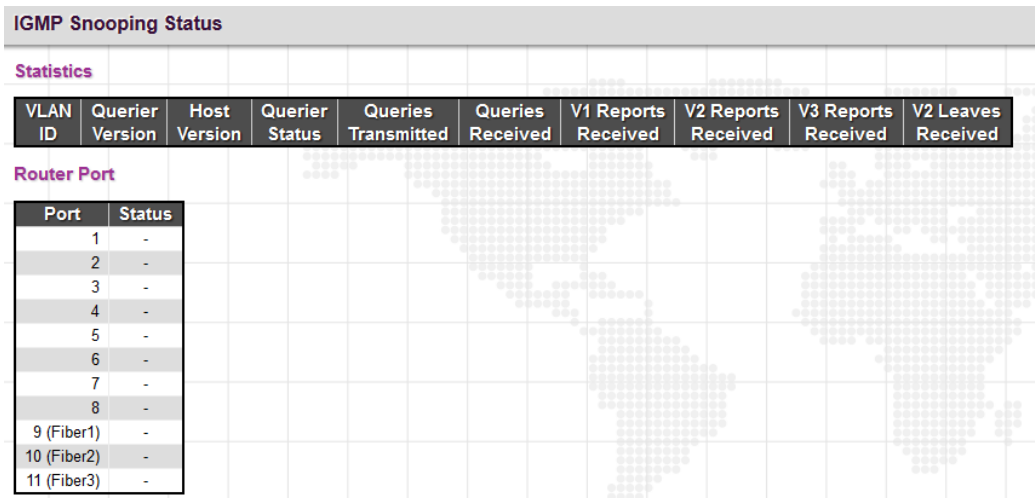 IGMP Snooping Status
Statistics
VLAN ID Querier Version Host Version Querier Status Queries Transmitted Queries Received V1 Reports Received V2 Reports Received V3 Reports Received V2 Leaves Received
Router Port
Port Status
1 -
2 -
3 -
4 -
5 -
6 -
7 -
8 -
9 (Fiber1) -
10 (Fiber2) -
11 (Fiber3) -